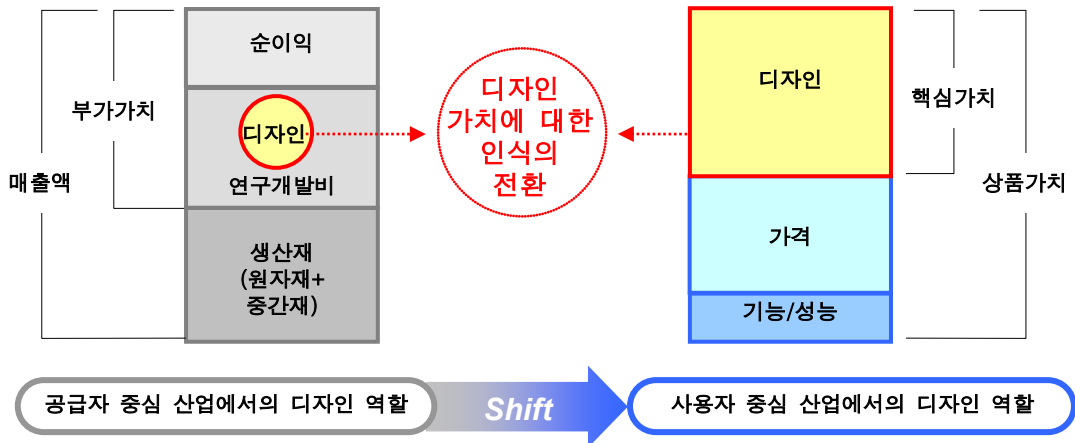 순이익
부가가치
디자인
연구개발비
매출액
생산재
(원자재+
중간재)
디자인
가치에 대한
인식의
전환
디자인
핵심가치
상품가치
가격
기능/성능
공급자 중심 산업에서의 디자인 역할
Shift
사용자 중심 산업에서의 디자인 역할